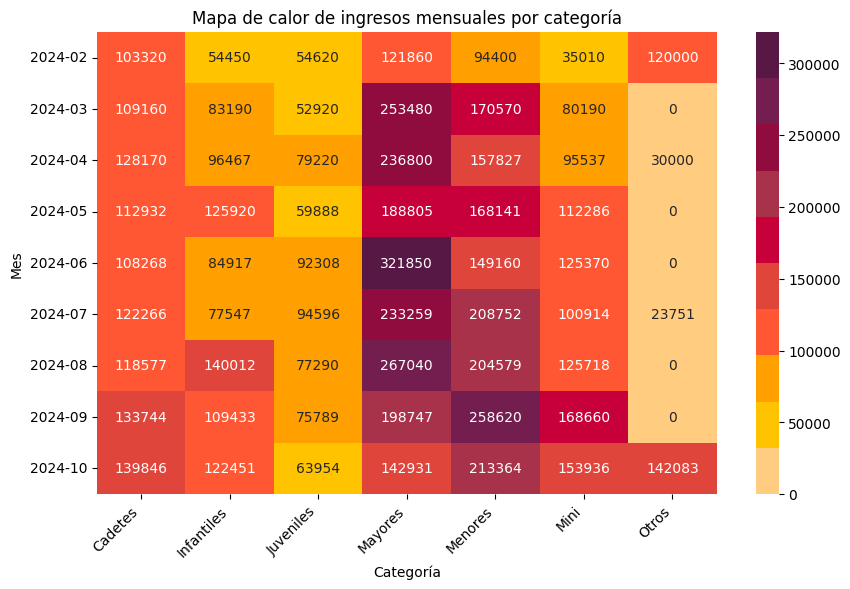 Mapa de calor de ingresos mensuales por categoría
2024-02 103320 54450 54620 121860 94400 35010 120000
2024-03 109160 83190 52920 253480 170570 80190 0
2024-04 128170 96467 79220 236800 157827 95537 30000
2024-05 112932 125920 59888 188805 168141 112286 0
2024-06 108268 84917 92308 321850 149160 125370 0
2024-07 122266 77547 94596 233259 208752 100914 23751
2024-08 118577 140012 77290 267040 204579 125718 0
2024-09 133744 109433 75789 198747 258620 168660 0
2024-10 139846 122451 63954 142931 213364 153936 142083
Mes
Cadetes Infantiles Juveniles Mayores Menores Mini Otros
Categoría
300000
250000
200000
150000
100000
50000
0